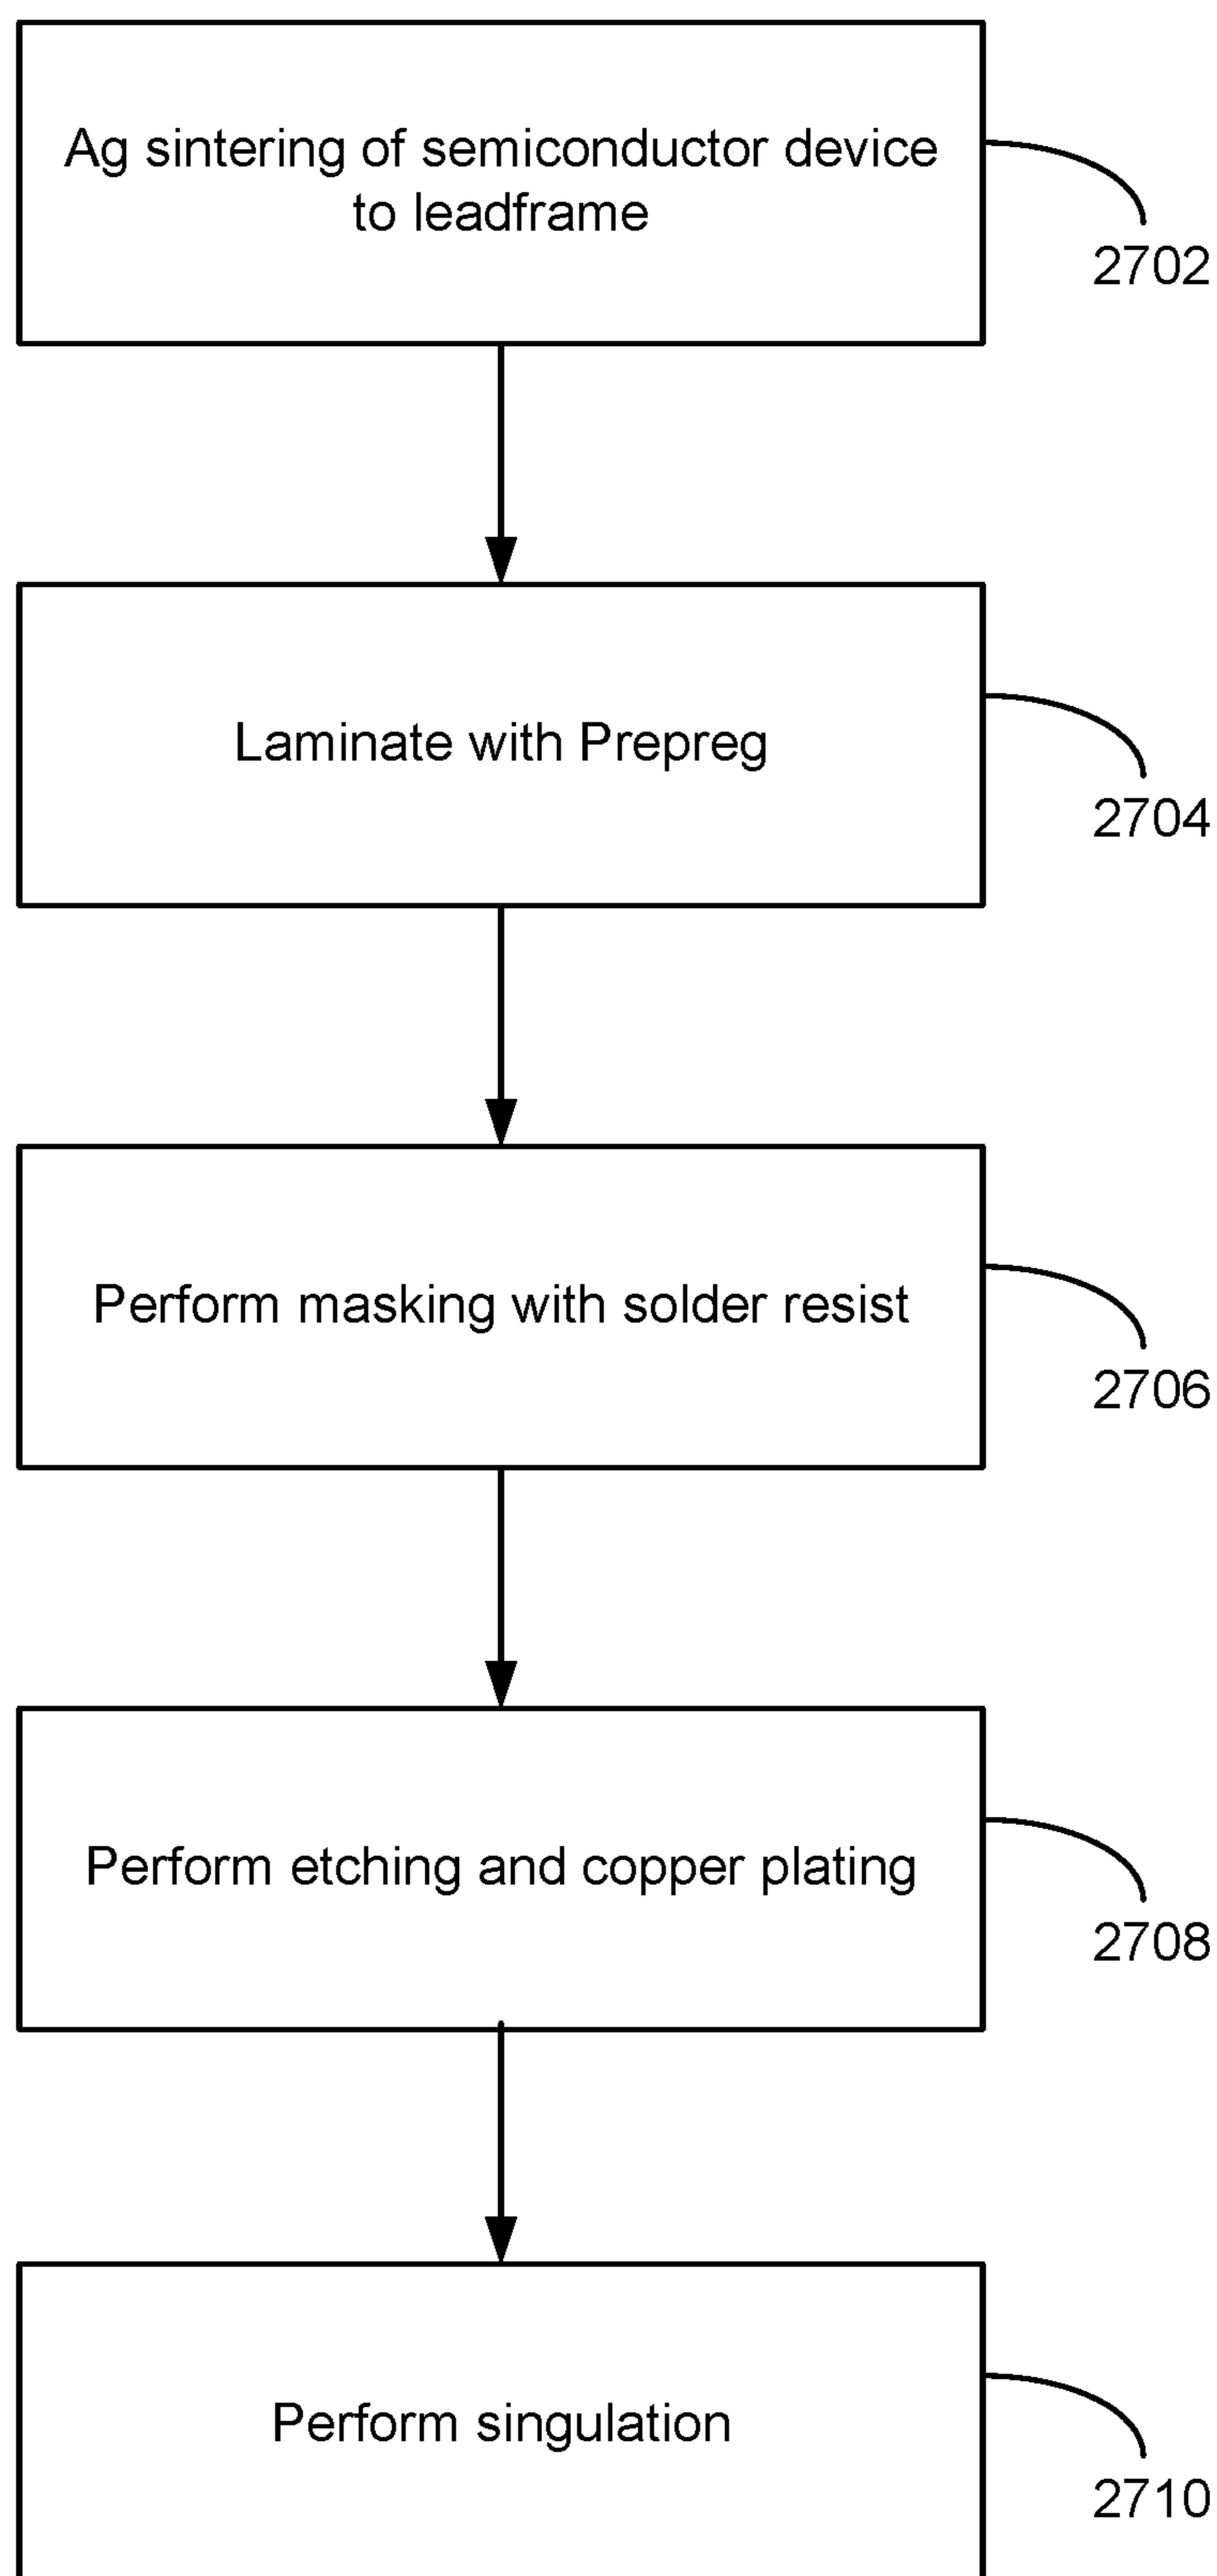 Ag sintering of semiconductor device
to leadframe
2702
Laminate with Prepreg
2704
Perform masking with solder resist
2706
Perform etching and copper plating
2708
Perform singulation
2710